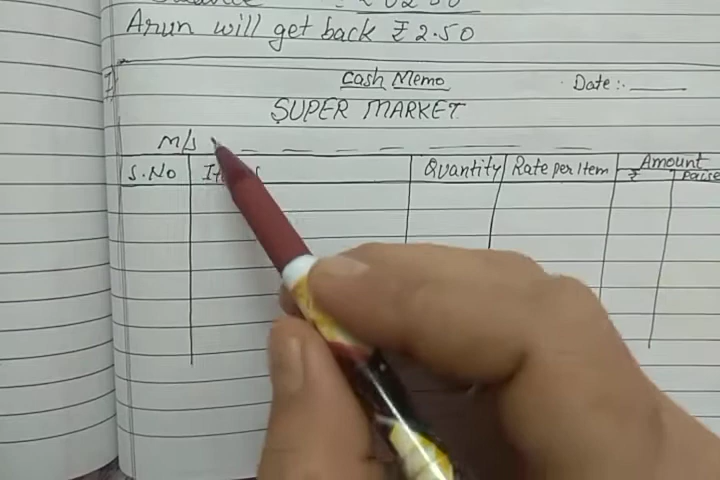 Arun will get back ₹ 2.50
Cash Memo
Date:-
SUPER MARKET
M/s
S.No Quantity Rate per Item Amount
₹ Paise